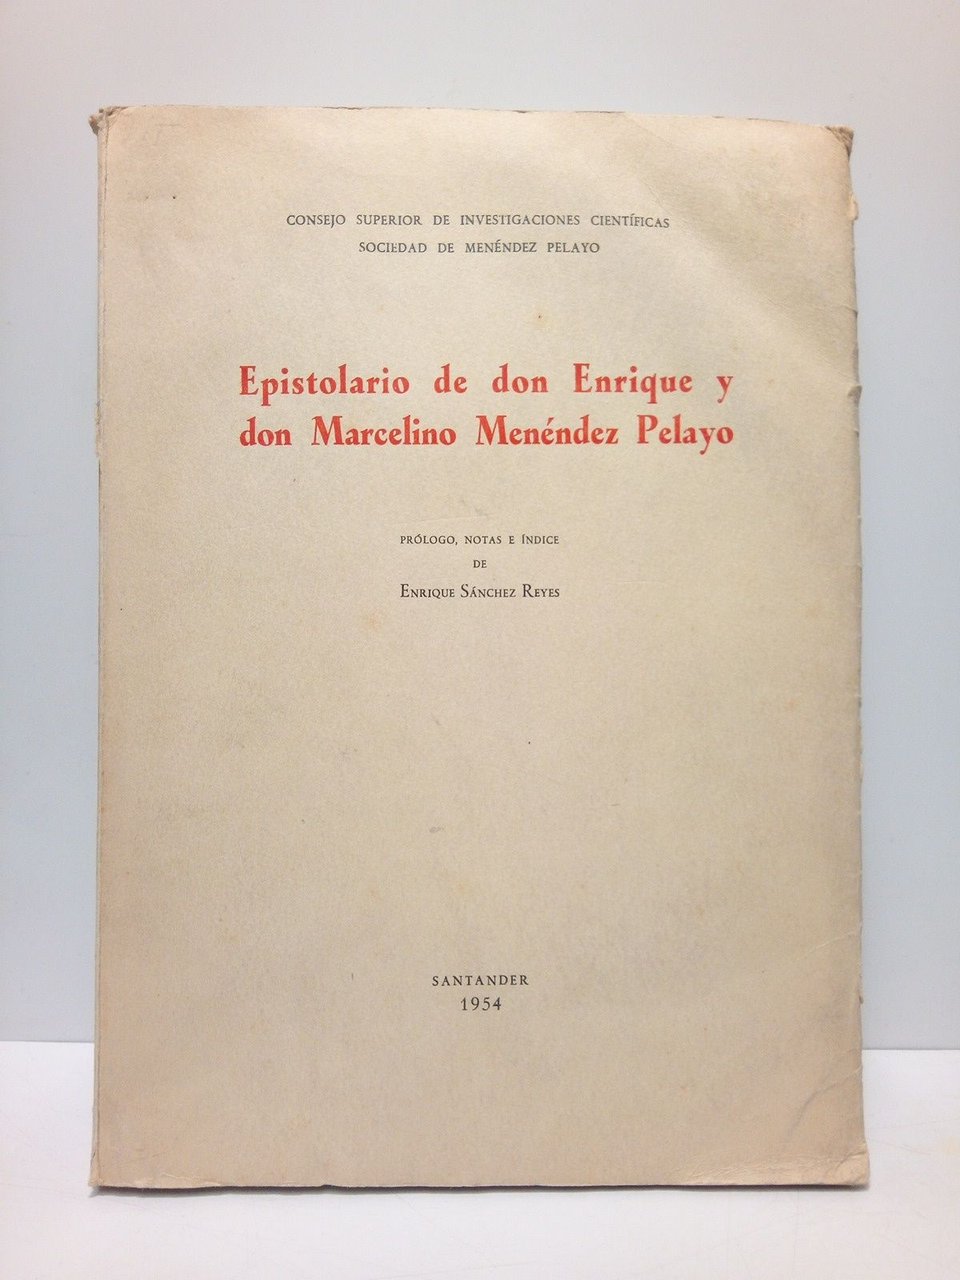 CONSEJO SUPERIOR DE INVESTIGACIONES CIENTÍFICAS
SOCIEDAD DE MENÉNDEZ PELAYO
Epistolario de don Enrique y
don Marcelino Menéndez Pelayo
PRÓLOGO, NOTAS E ÍNDICE
DE
ENRIQUE SÁNCHEZ REYES
SANTANDER
1954